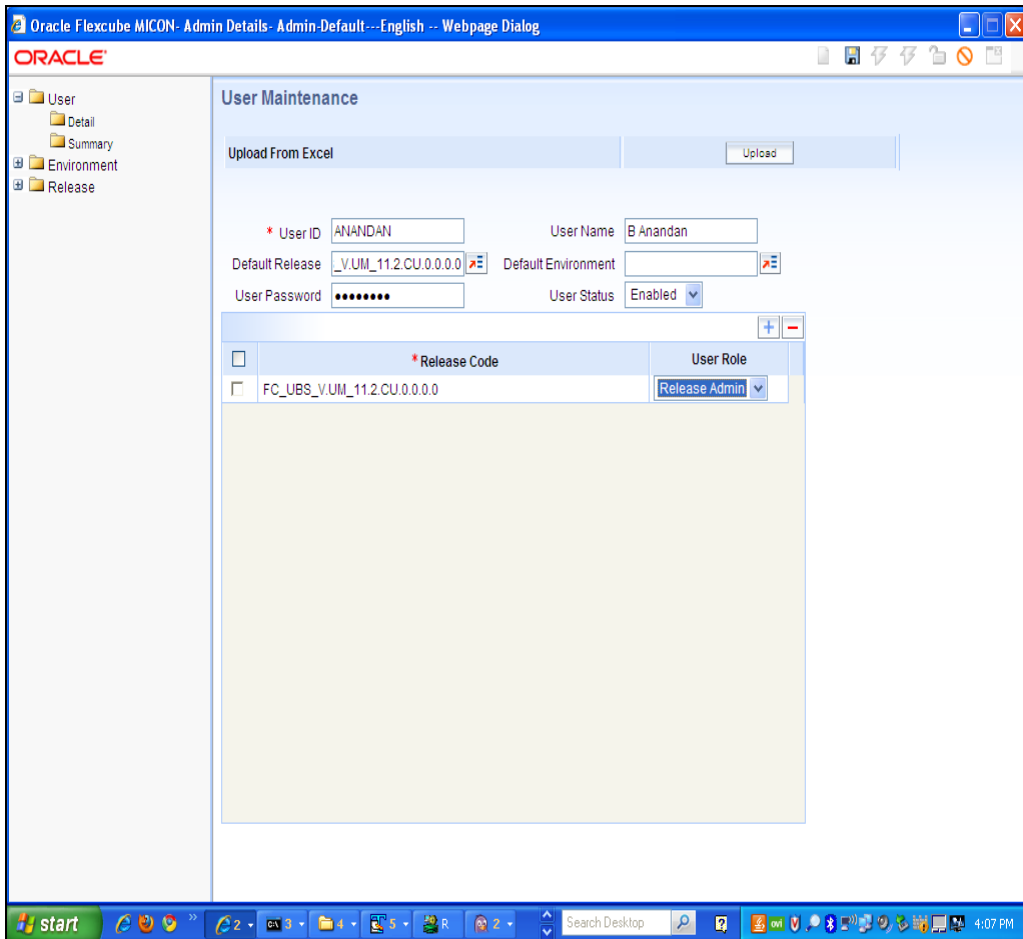 Oracle Flexcube MICON- Admin Details- Admin-Default---English -- Webpage Dialog
ORACLE
User
Detail
Summary
Environment
Release
User Maintenance
Upload From Excel Upload
* User ID ANANDAN User Name B Anandan
Default Release _V.UM_11.2.CU.0.0.0.0 Default Environment
User Password •••••••• User Status Enabled
* Release Code User Role
FC_UBS_V.UM_11.2.CU.0.0.0.0 Release Admin
start 2 3 4 5 R 2 Search Desktop ovi 4:07 PM